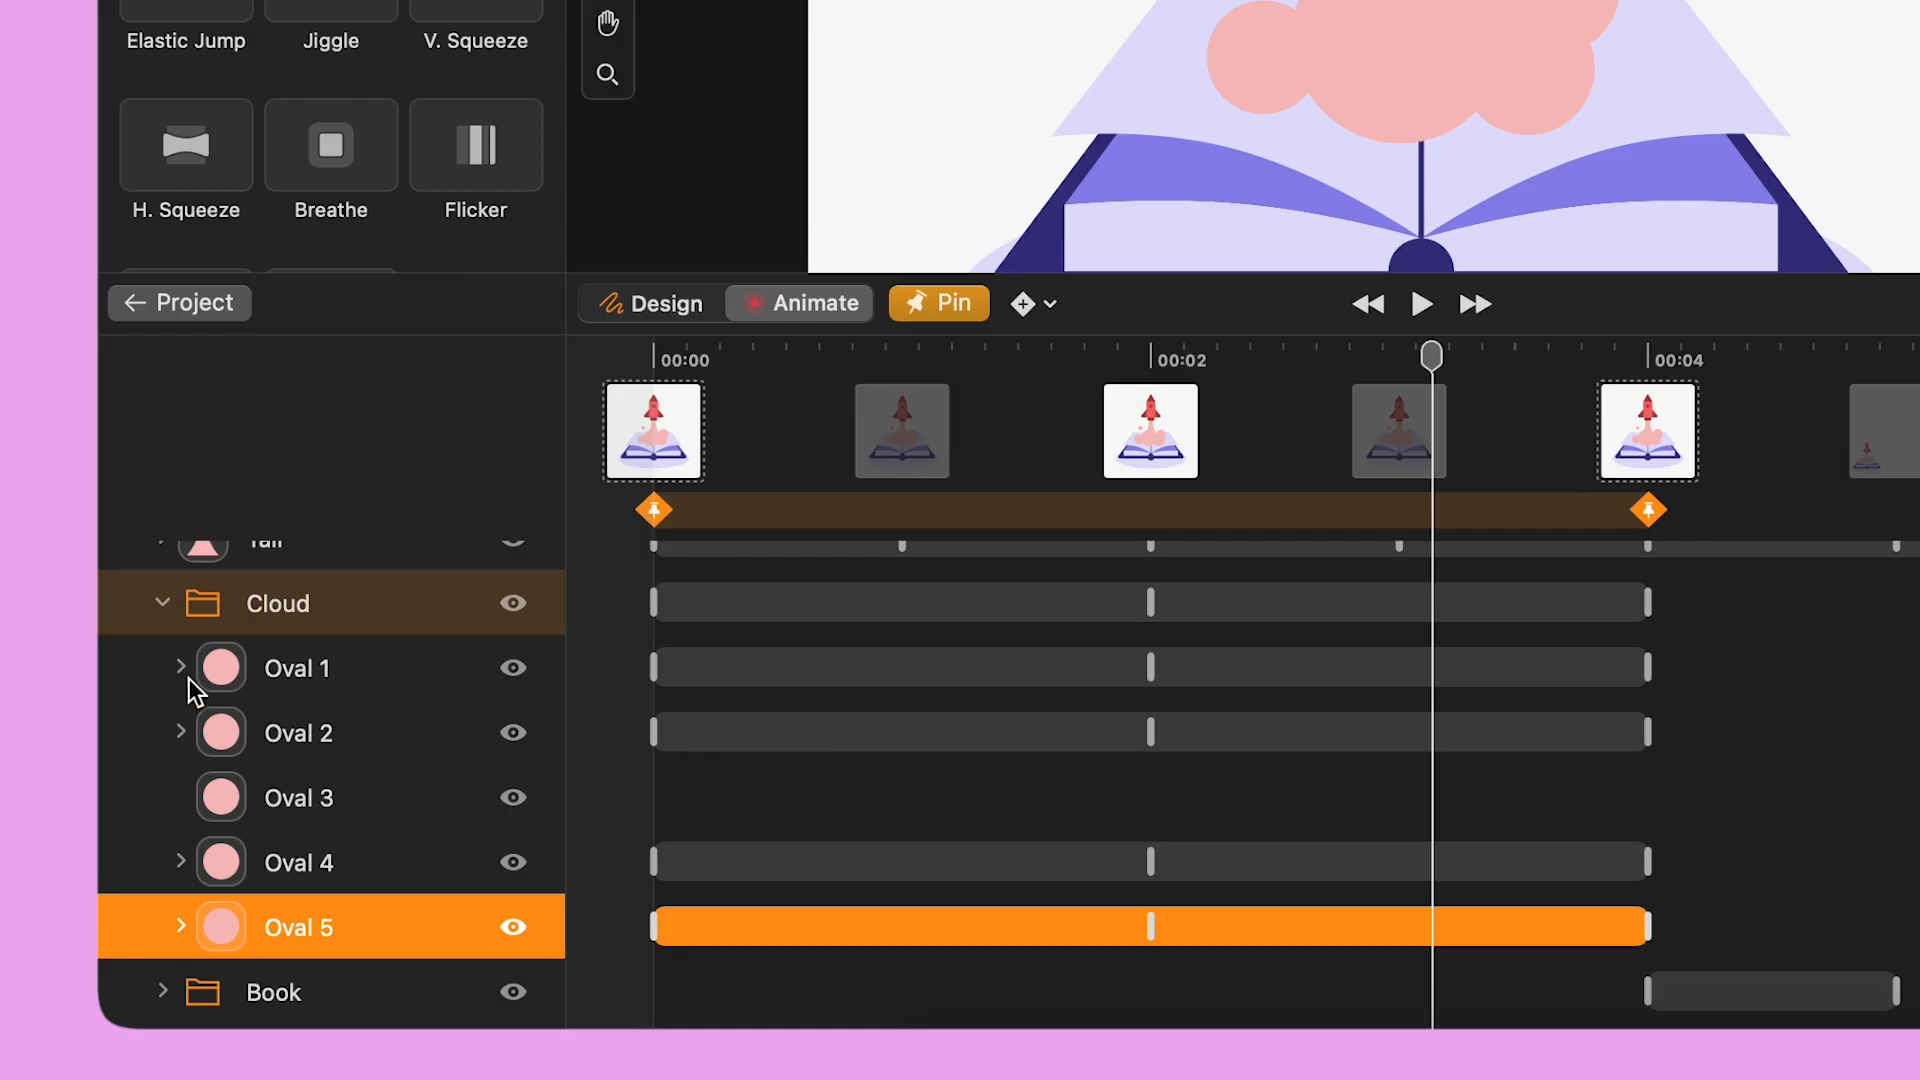 Elastic Jump
Jiggle
V. Squeeze
H. Squeeze
Breathe
Flicker
Project
Design
Animate
Pin
00:00
00:02
00:04
Cloud
Oval 1
Oval 2
Oval 3
Oval 4
Oval 5
Book